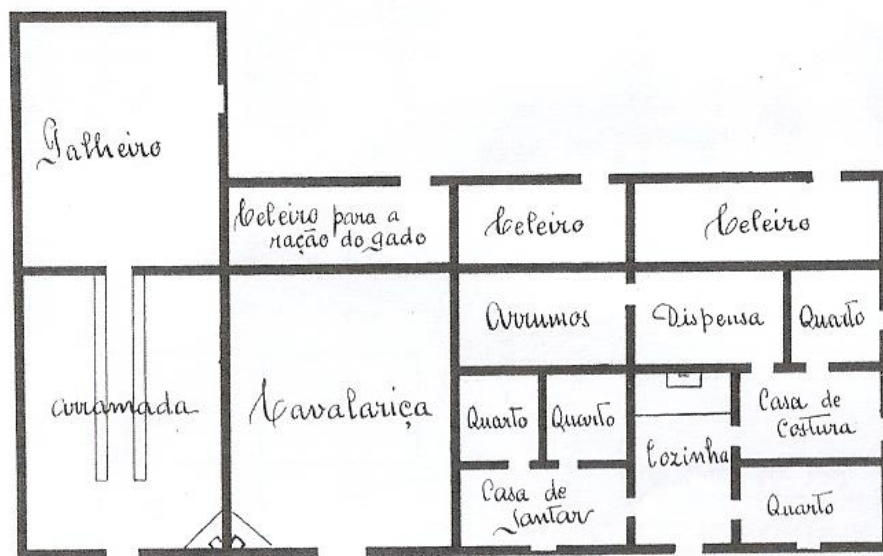 Palheiro
Celeiro para a
ração do gado
Celeiro
Celeiro
Arrumos
Dispensa
Quarto
Arramada
Cavalariça
Quarto
Quarto
Cozinha
Casa de
Costura
Casa de
Jantar
Quarto